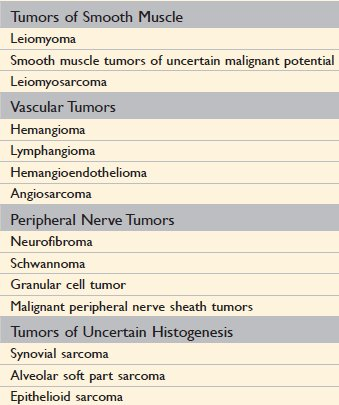 Tumors of Smooth Muscle
Leiomyoma
Smooth muscle tumors of uncertain malignant potential
Leiomyosarcoma
Vascular Tumors
Hemangioma
Lymphangioma
Hemangioendothelioma
Angiosarcoma
Peripheral Nerve Tumors
Neurofibroma
Schwannoma
Granular cell tumor
Malignant peripheral nerve sheath tumors
Tumors of Uncertain Histogenesis
Synovial sarcoma
Alveolar soft part sarcoma
Epithelioid sarcoma